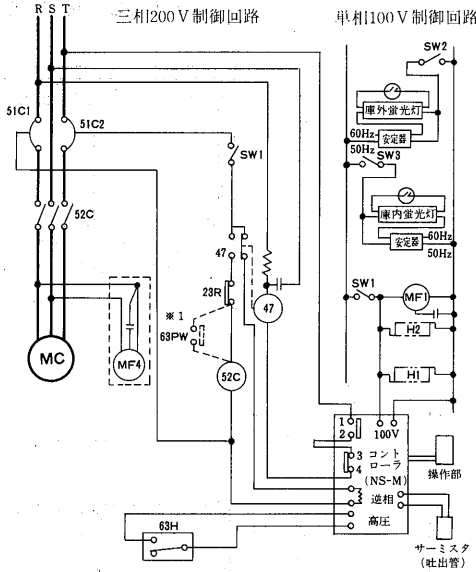 三相200V制御回路
単相100V制御回路
R S T
SW2
51C1
51C2
庫外蛍光灯
60Hz
安定器
50Hz
SW1
SW3
庫内蛍光灯
52C
60Hz
安定器
50Hz
47
SW1
MF1
23R
47
※1
63PW
H2
MC
MF4
52C
H1
1
2
100V
3
コント
4
ローラ
(NS-M)
操作部
逆相
高圧
63H
サーミスタ
(吐出管)